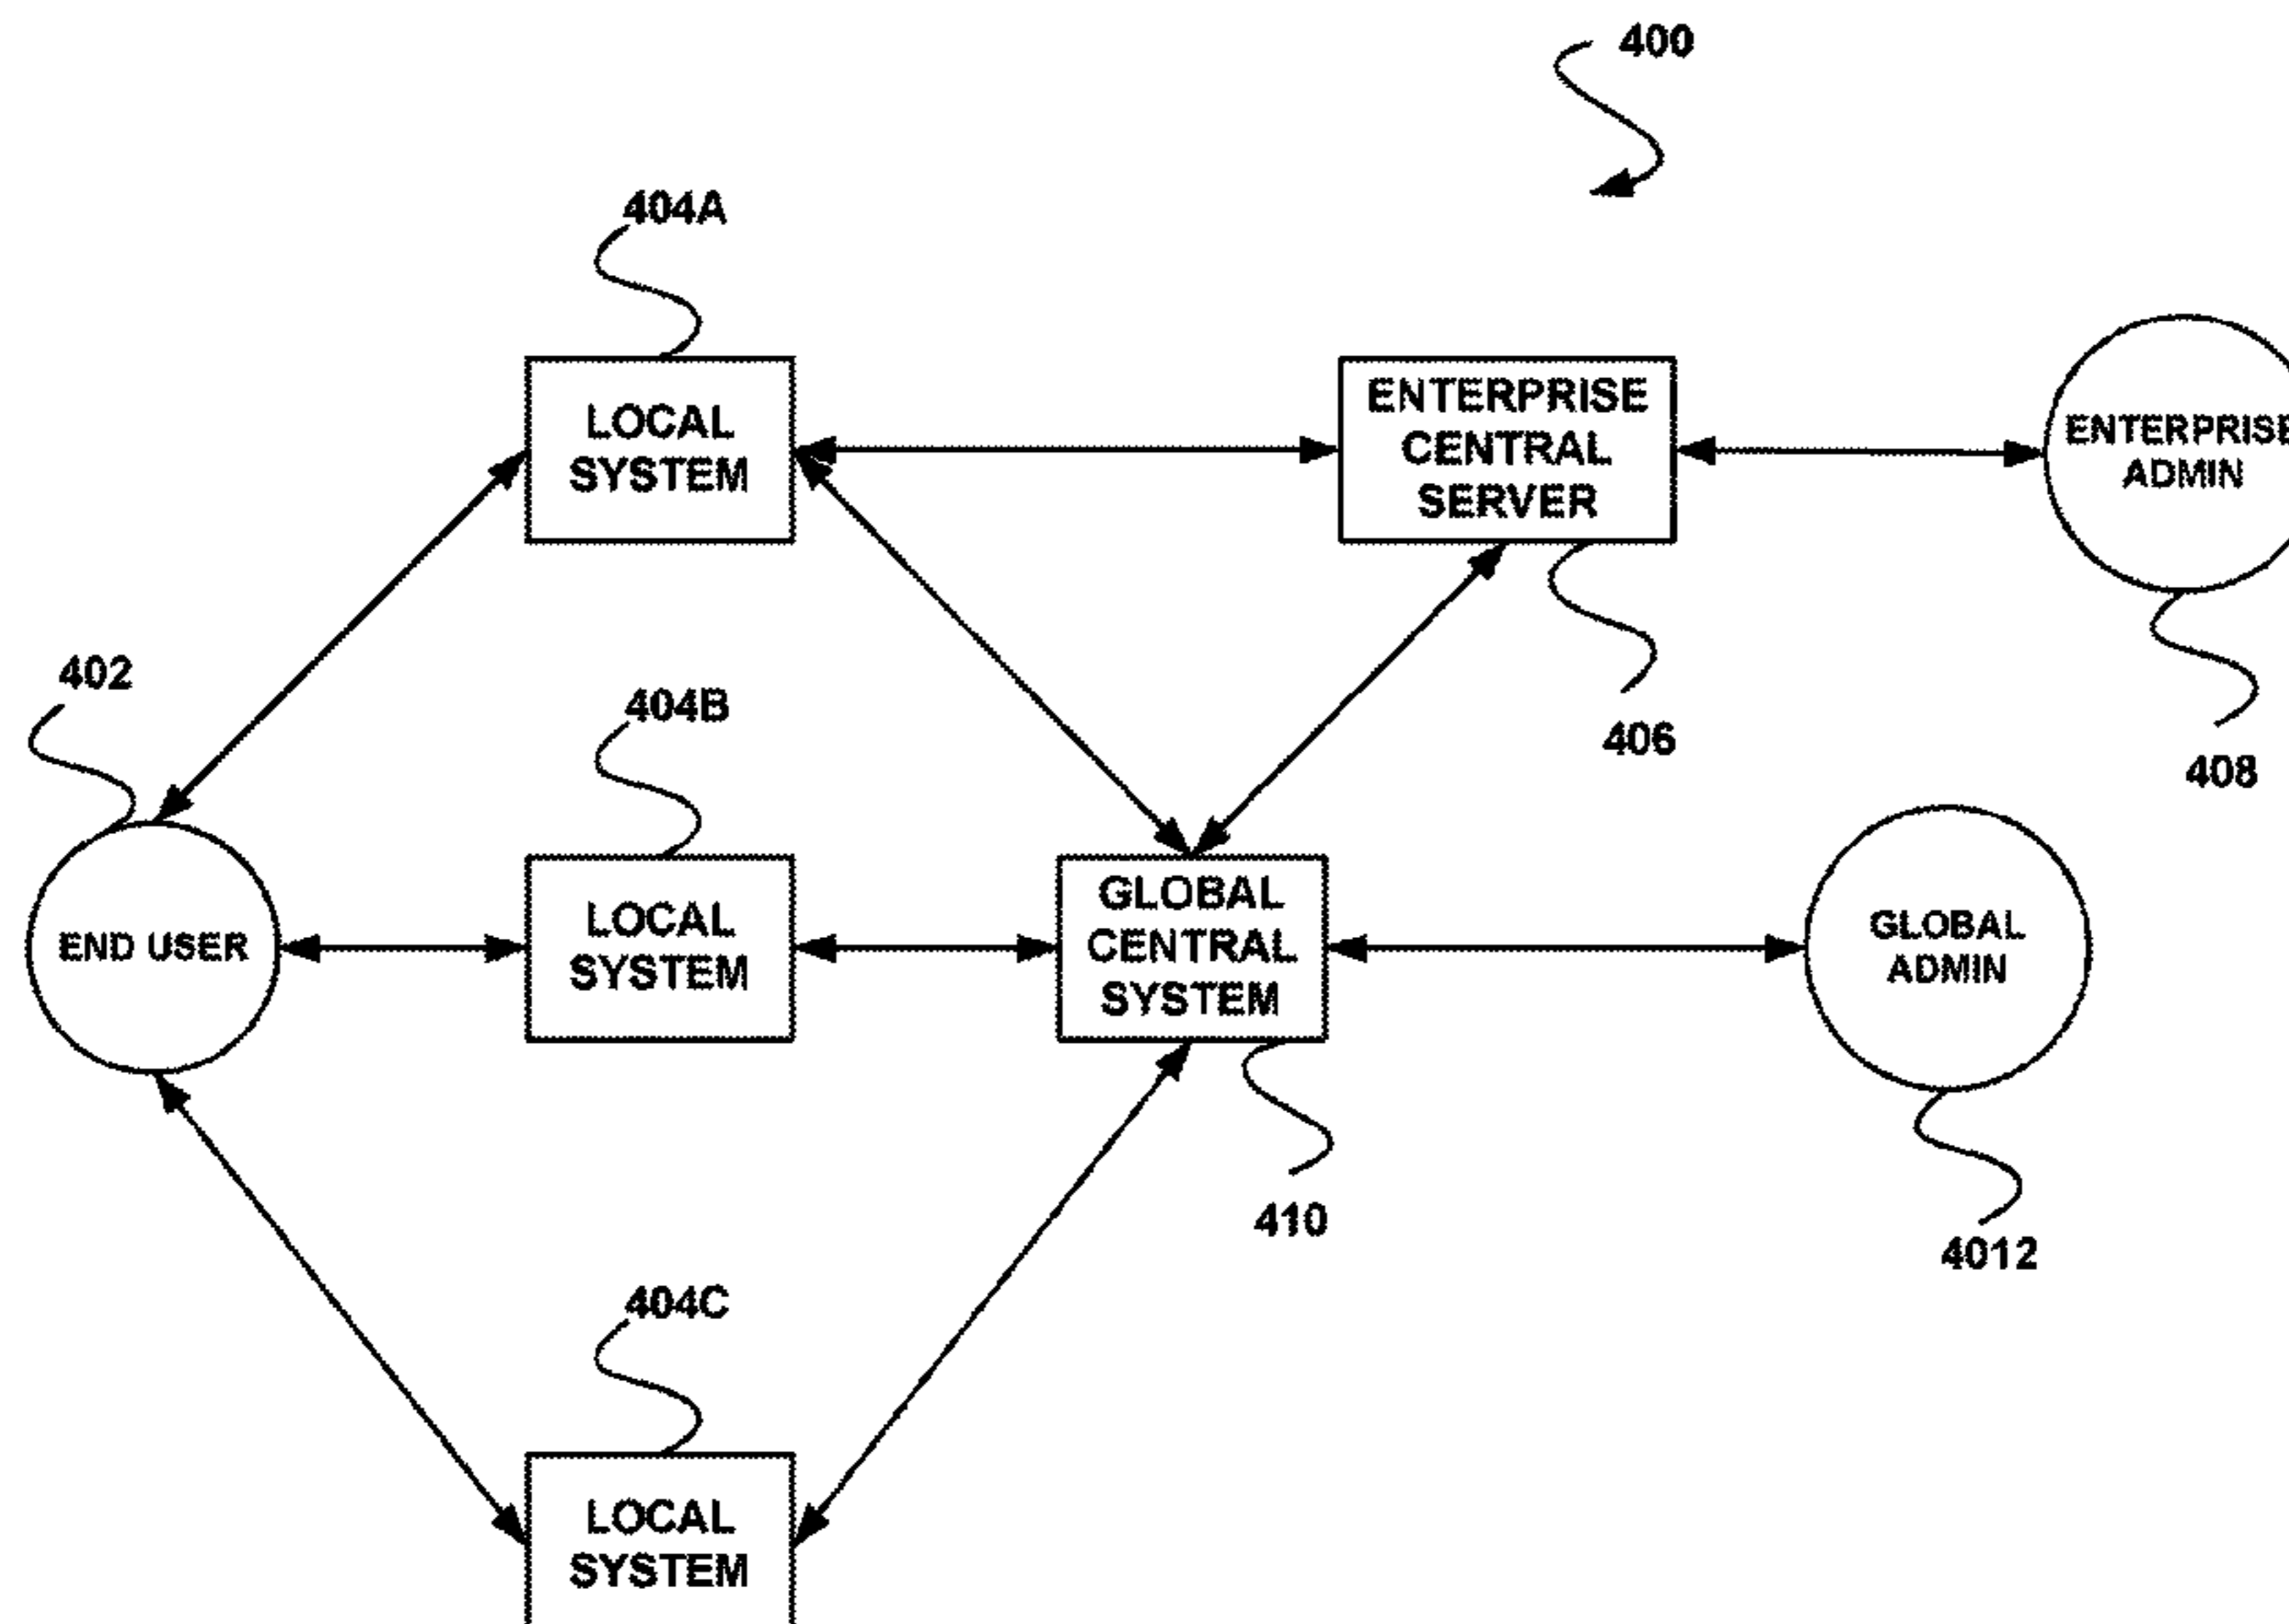 400
404A
LOCAL
SYSTEM
ENTERPRISE
CENTRAL
SERVER
ENTERPRISE
ADMIN
402
404B
406
408
END USER
LOCAL
SYSTEM
GLOBAL
CENTRAL
SYSTEM
GLOBAL
ADMIN
410
4012
404C
LOCAL
SYSTEM